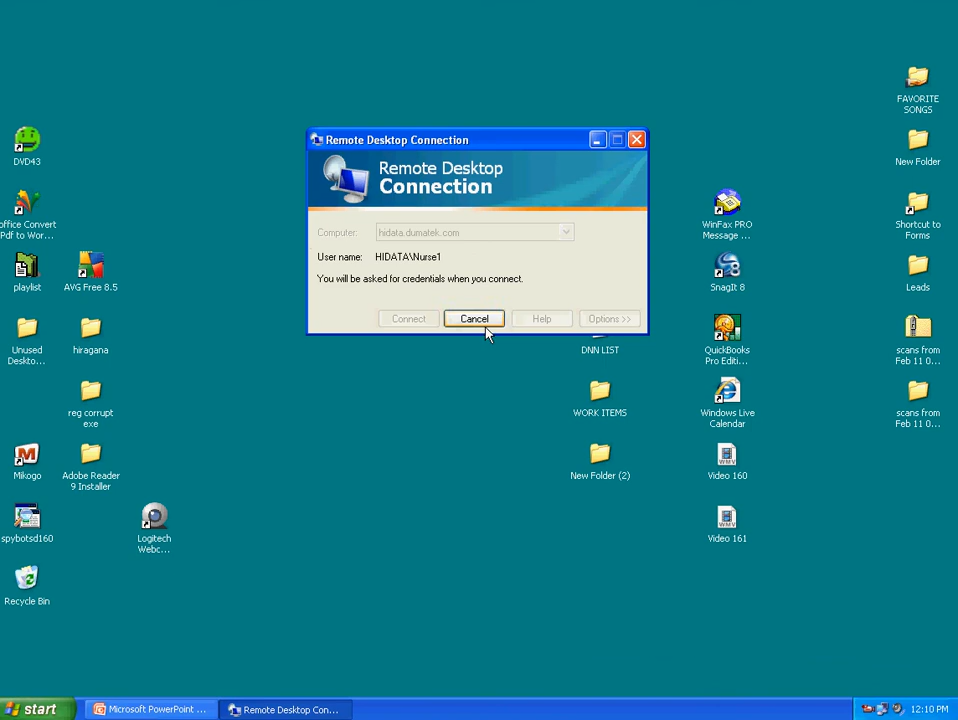 FAVORITE
SONGS
DVD43
New Folder
Remote Desktop Connection
Remote Desktop
Connection
Computer:
hidata.dumatek.com
User name:
HIDATA\Nurse1
You will be asked for credentials when you connect.
Connect
Cancel
Help
Options >>
office Convert
Pdf to Wor...
WinFax PRO
Message ...
Shortcut to
Forms
playlist
AVG Free 8.5
SnagIt 8
Leads
Unused
Deskto...
hiragana
DNN LIST
QuickBooks
Pro Editi...
scans from
Feb 11 0...
reg corrupt
exe
WORK ITEMS
Windows Live
Calendar
scans from
Feb 11 0...
Mikogo
Adobe Reader
9 Installer
New Folder (2)
Video 160
spybotsd160
Logitech
Webc...
Video 161
Recycle Bin
start
Microsoft PowerPoint ...
Remote Desktop Con...
12:10 PM